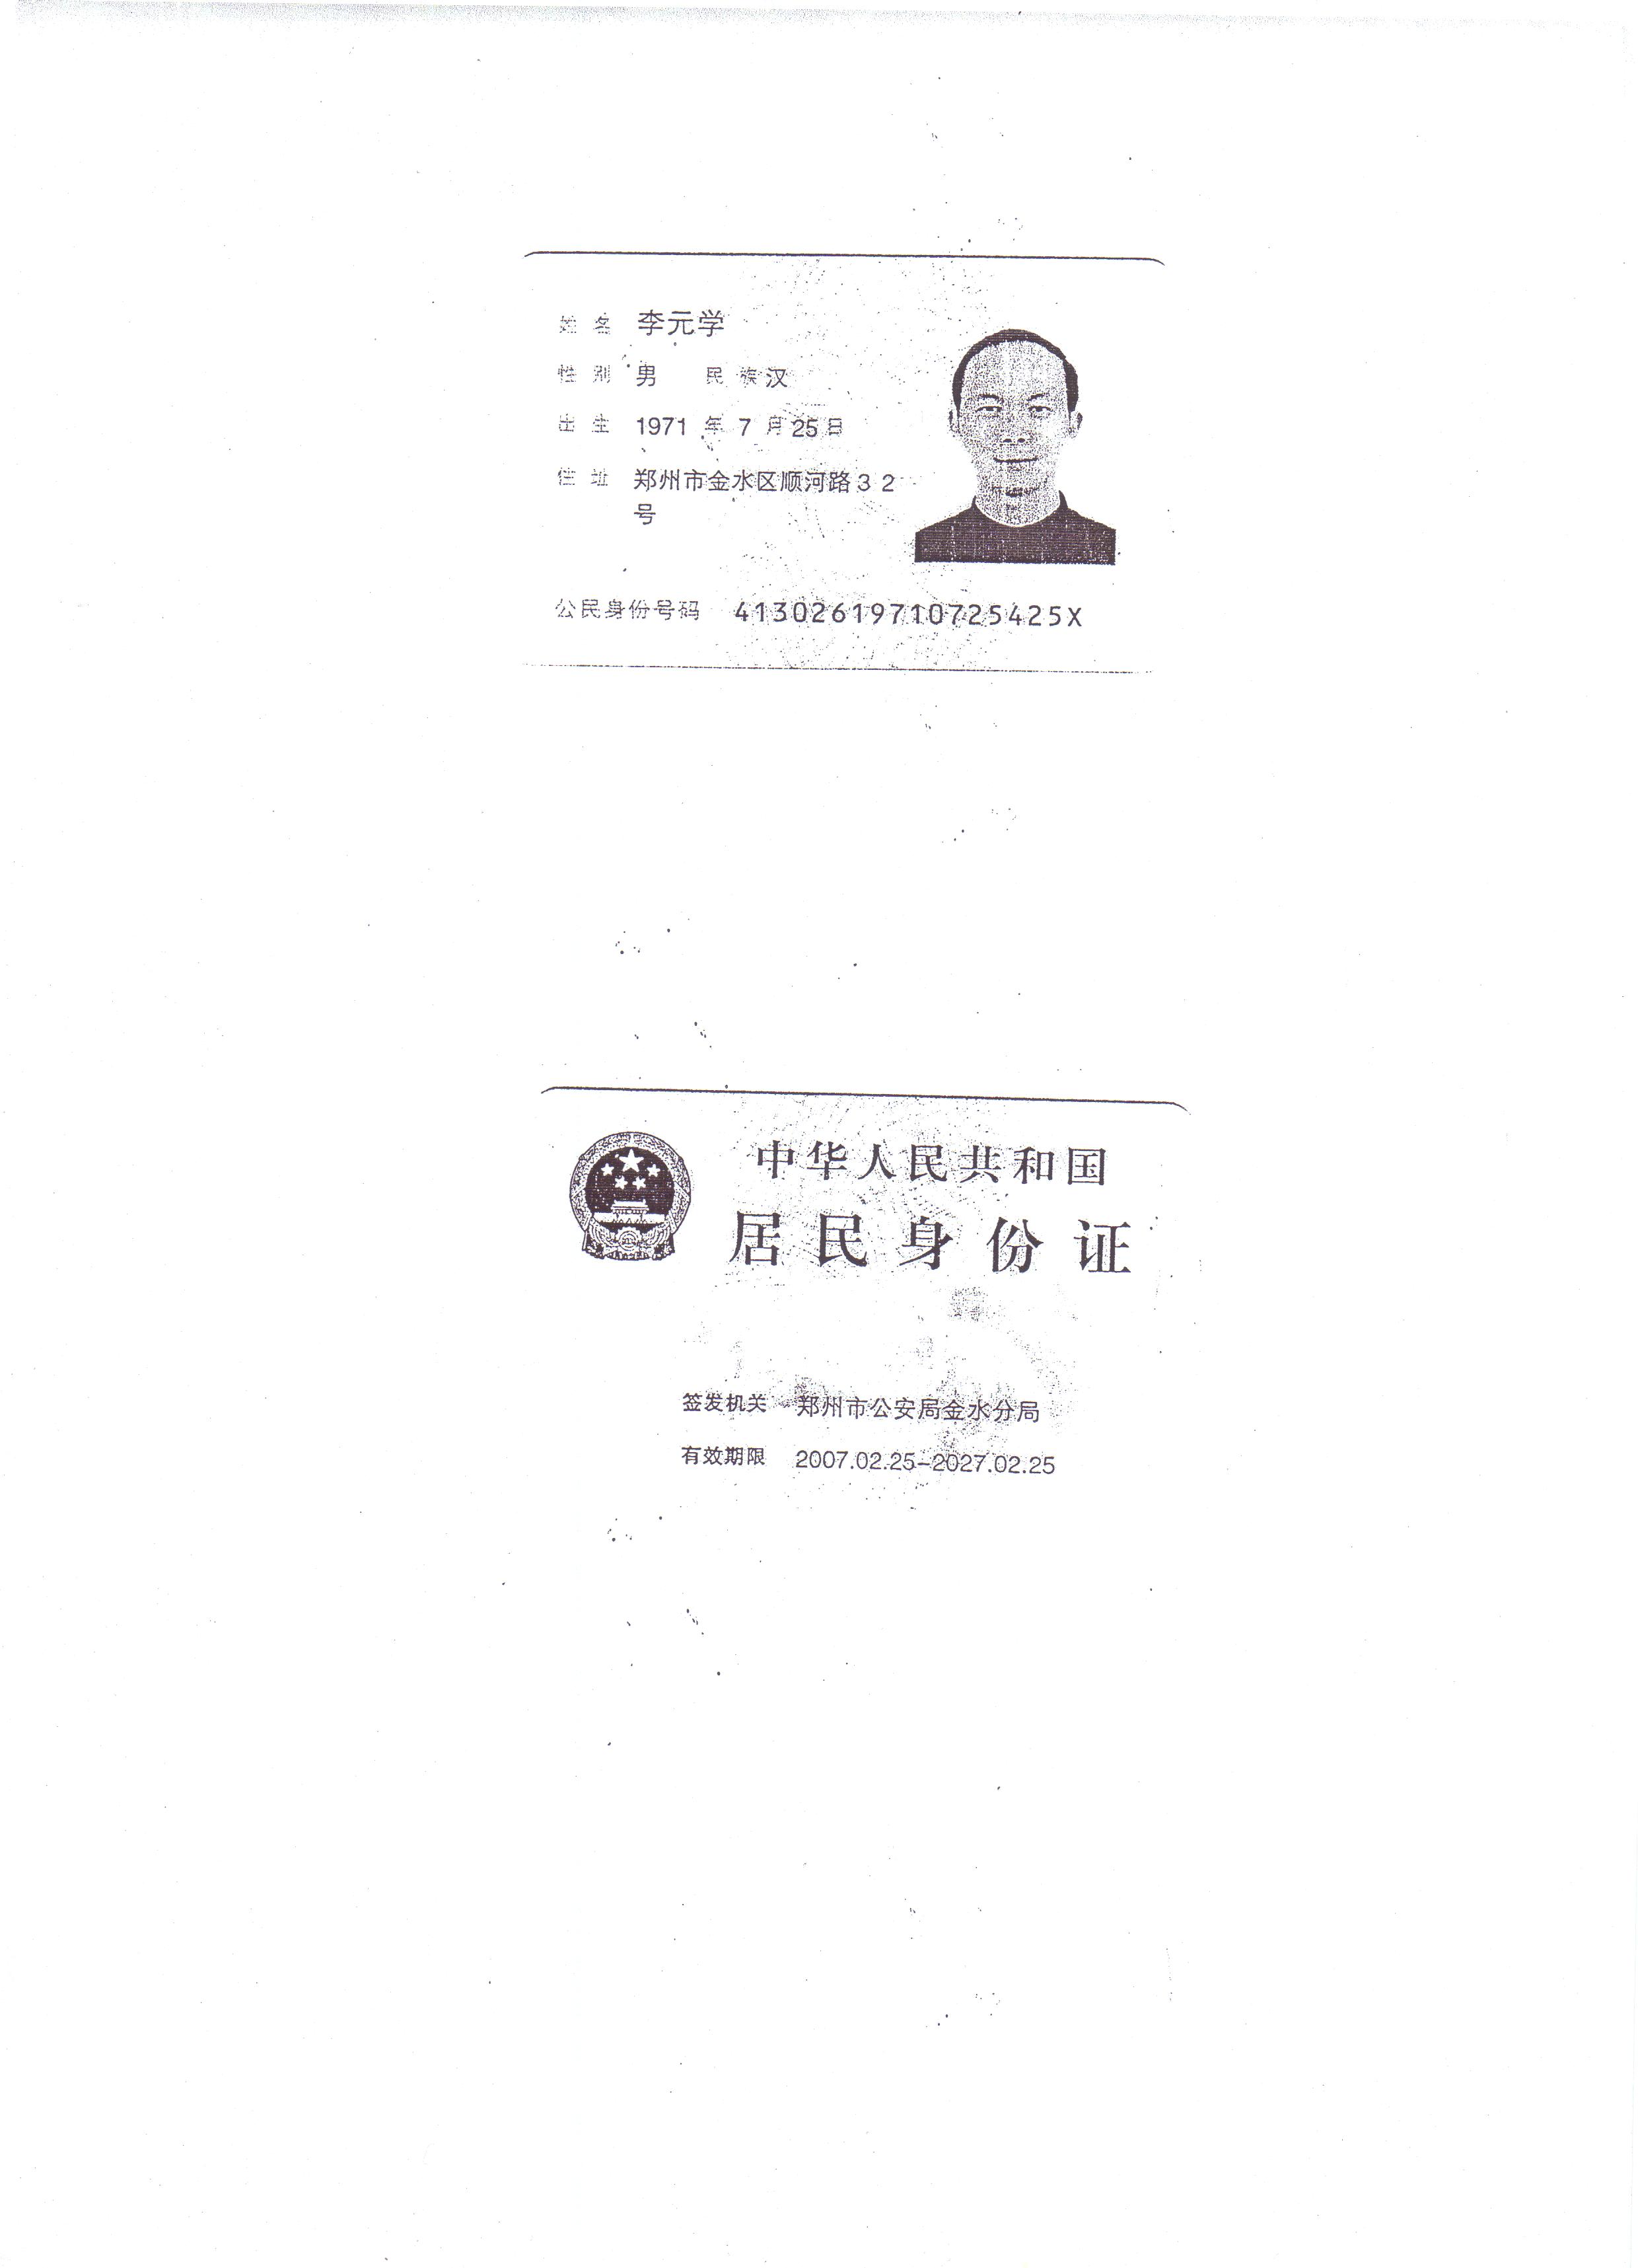 姓名 李元学
性别 男 民族 汉
出生 1971 年 7 月 25 日
住址 郑州市金水区顺河路32
号
公民身份号码 41302619710725425X
中华人民共和国
居民身份证
签发机关 郑州市公安局金水分局
有效期限 2007.02.25-2027.02.25